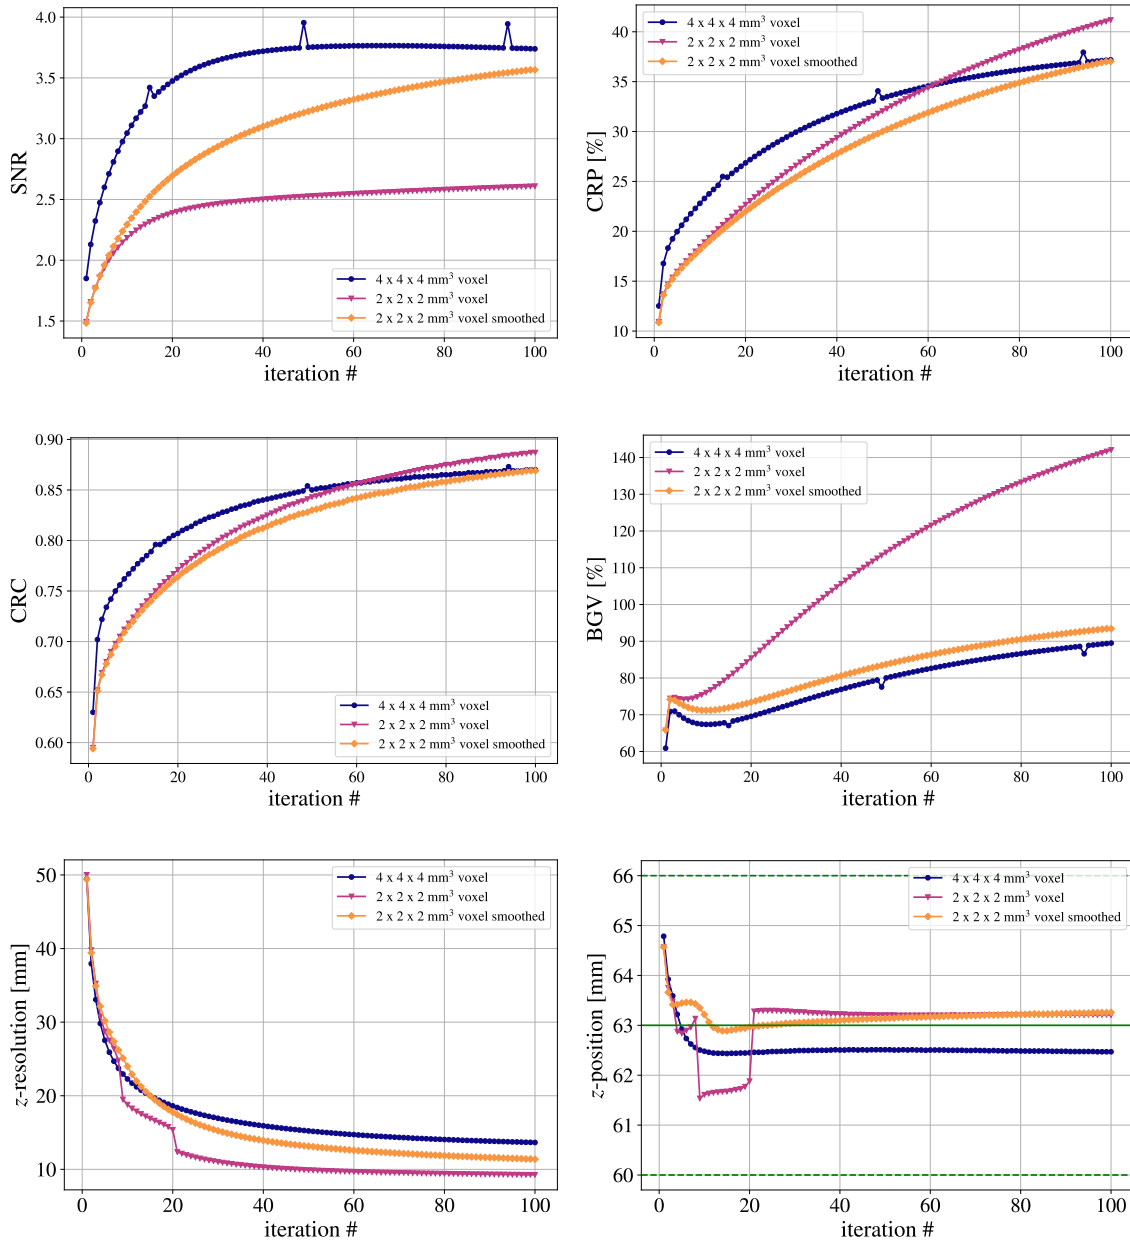 4.0
3.5
3.0
2.5
2.0
1.5
SNR
4 x 4 x 4 mm³ voxel
2 x 2 x 2 mm³ voxel
2 x 2 x 2 mm³ voxel smoothed
0 20 40 60 80 100
iteration #
40
35
30
25
20
15
10
CRP [%]
4 x 4 x 4 mm³ voxel
2 x 2 x 2 mm³ voxel
2 x 2 x 2 mm³ voxel smoothed
0 20 40 60 80 100
iteration #
0.90
0.85
0.80
0.75
0.70
0.65
0.60
CRC
4 x 4 x 4 mm³ voxel
2 x 2 x 2 mm³ voxel
2 x 2 x 2 mm³ voxel smoothed
0 20 40 60 80 100
iteration #
140
130
120
110
100
90
80
70
60
BGV [%]
4 x 4 x 4 mm³ voxel
2 x 2 x 2 mm³ voxel
2 x 2 x 2 mm³ voxel smoothed
0 20 40 60 80 100
iteration #
50
40
30
20
10
z-resolution [mm]
4 x 4 x 4 mm³ voxel
2 x 2 x 2 mm³ voxel
2 x 2 x 2 mm³ voxel smoothed
0 20 40 60 80 100
iteration #
66
65
64
63
62
61
60
z-position [mm]
4 x 4 x 4 mm³ voxel
2 x 2 x 2 mm³ voxel
2 x 2 x 2 mm³ voxel smoothed
0 20 40 60 80 100
iteration #